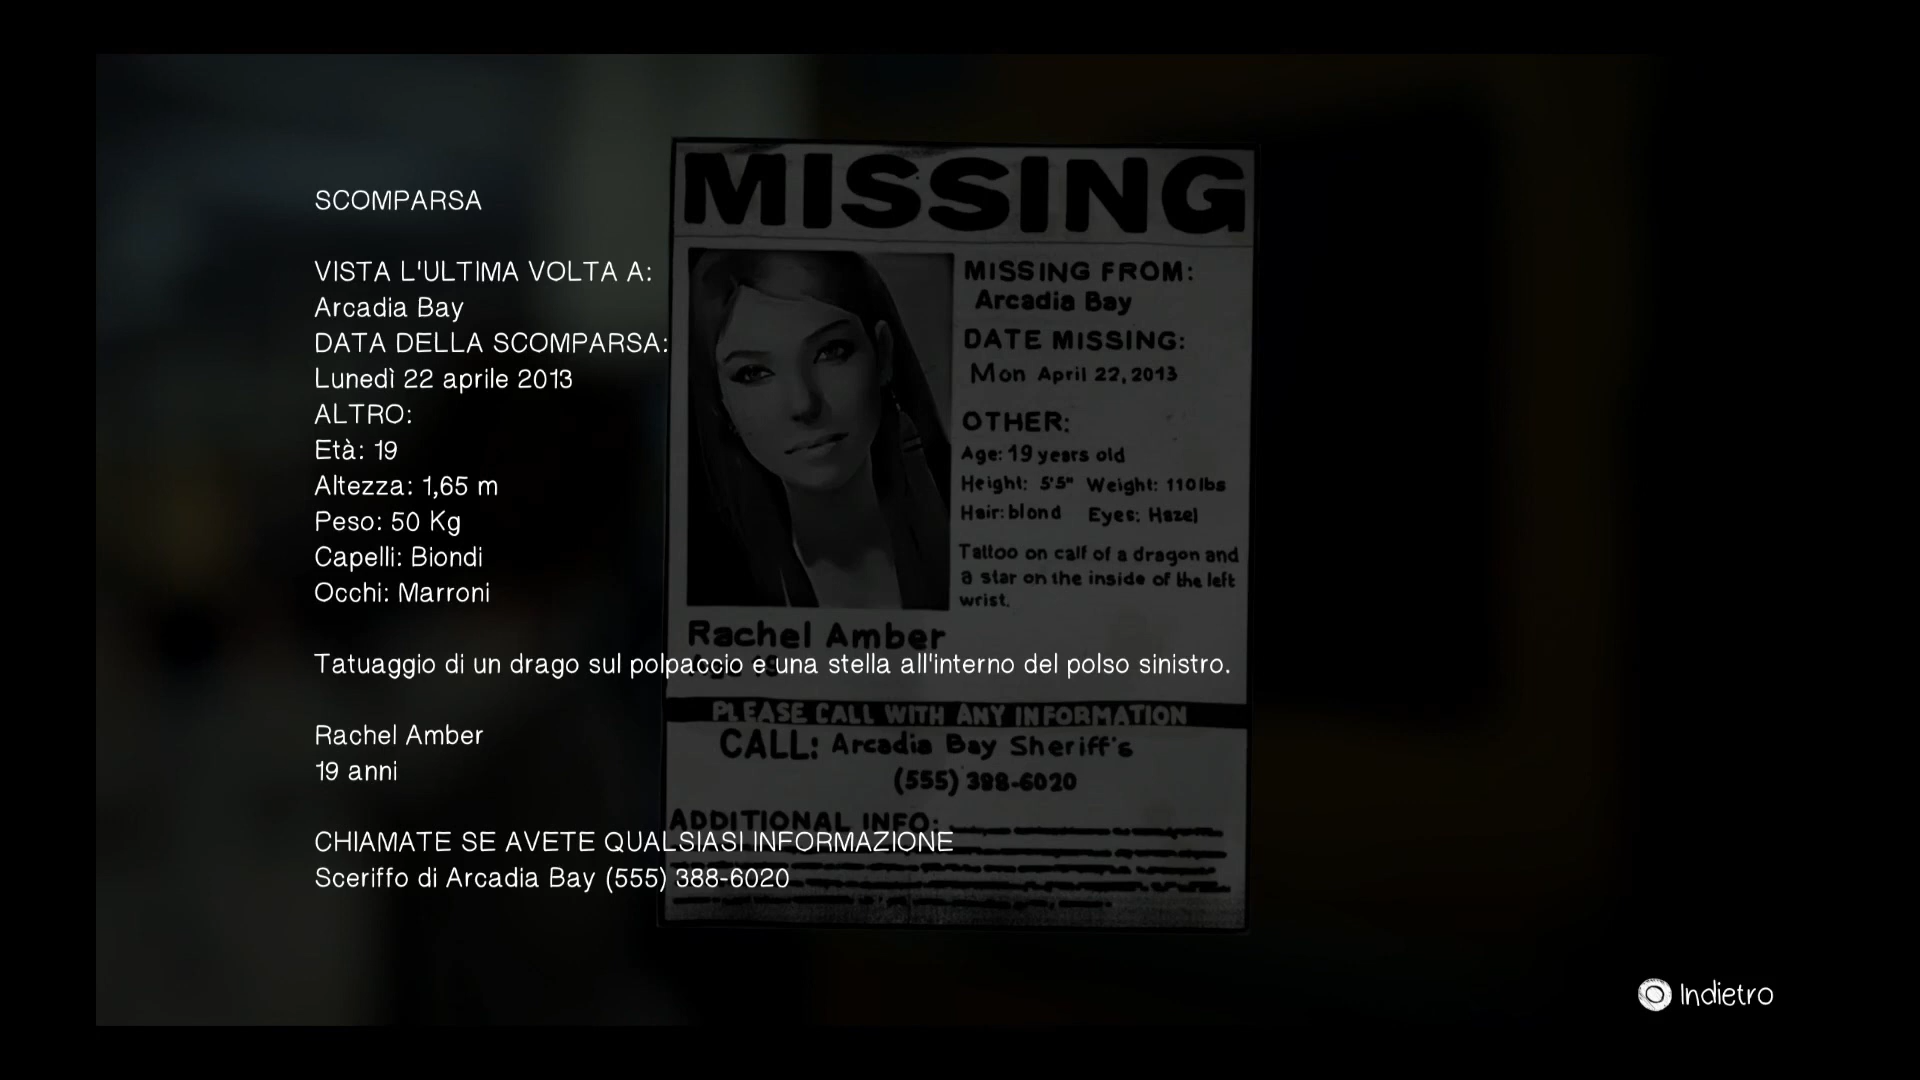 SCOMPARSA
VISTA L'ULTIMA VOLTA A:
Arcadia Bay
DATA DELLA SCOMPARSA:
Lunedì 22 aprile 2013
ALTRO:
Età: 19
Altezza: 1,65 m
Peso: 50 Kg
Capelli: Biondi
Occhi: Marroni
Tatuaggio di un drago sul polpaccio e una stella all'interno del polso sinistro.
Rachel Amber
19 anni
CHIAMATE SE AVETE QUALSIASI INFORMAZIONE
Sceriffo di Arcadia Bay (555) 388-6020
MISSING
MISSING FROM:
Arcadia Bay
DATE MISSING:
Mon April 22, 2013
OTHER:
Age: 19 years old
Height: 5'5" Weight: 110 lbs
Hair: blond Eyes: Hazel
Tattoo on calf of a dragon and
a star on the inside of the left
wrist.
Rachel Amber
PLEASE CALL WITH ANY INFORMATION
CALL: Arcadia Bay Sheriff's
(555) 388-6020
ADDITIONAL INFO:
Indietro